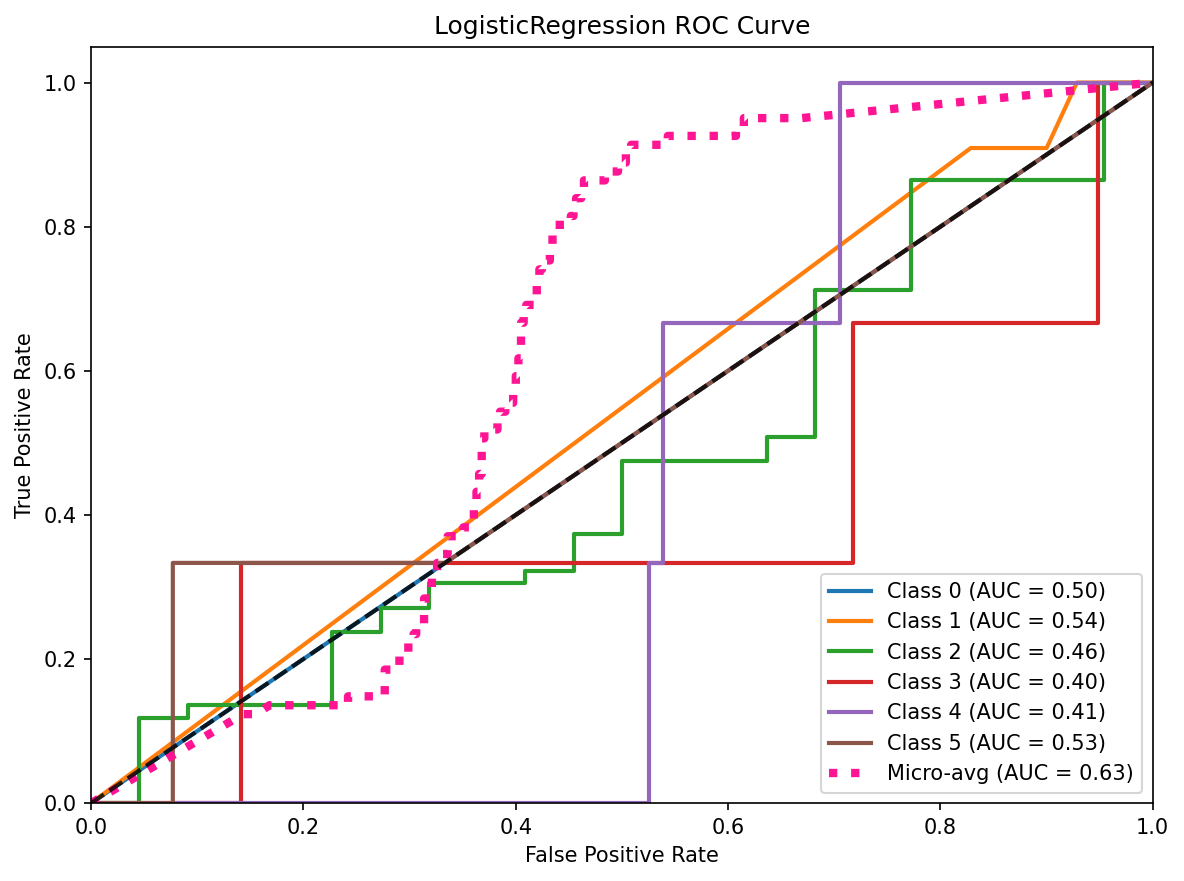 LogisticRegression ROC Curve
True Positive Rate
1.0
0.8
0.6
0.4
0.2
0.0
Class 0 (AUC = 0.50)
Class 1 (AUC = 0.54)
Class 2 (AUC = 0.46)
Class 3 (AUC = 0.40)
Class 4 (AUC = 0.41)
Class 5 (AUC = 0.53)
Micro-avg (AUC = 0.63)
0.0 0.2 0.4 0.6 0.8 1.0
False Positive Rate